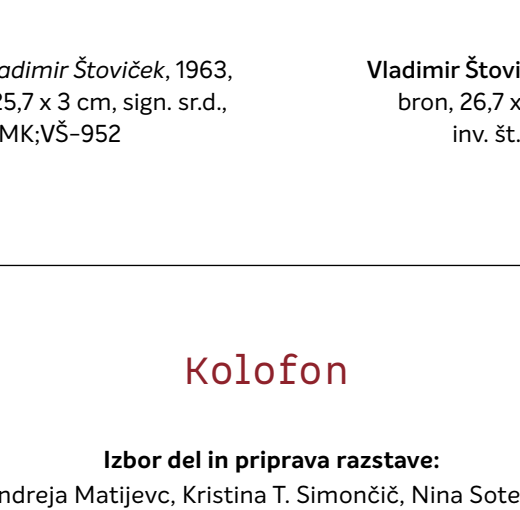 Vladimir Štoviček, 1963,
25,7 x 3 cm, sign. sr.d.,
MK;VŠ-952
Vladimir Štovi
bron, 26,7 x
inv. št.
Kolofon
Izbor del in priprava razstave:
ndreja Matijevc, Kristina T. Simončič, Nina Sote